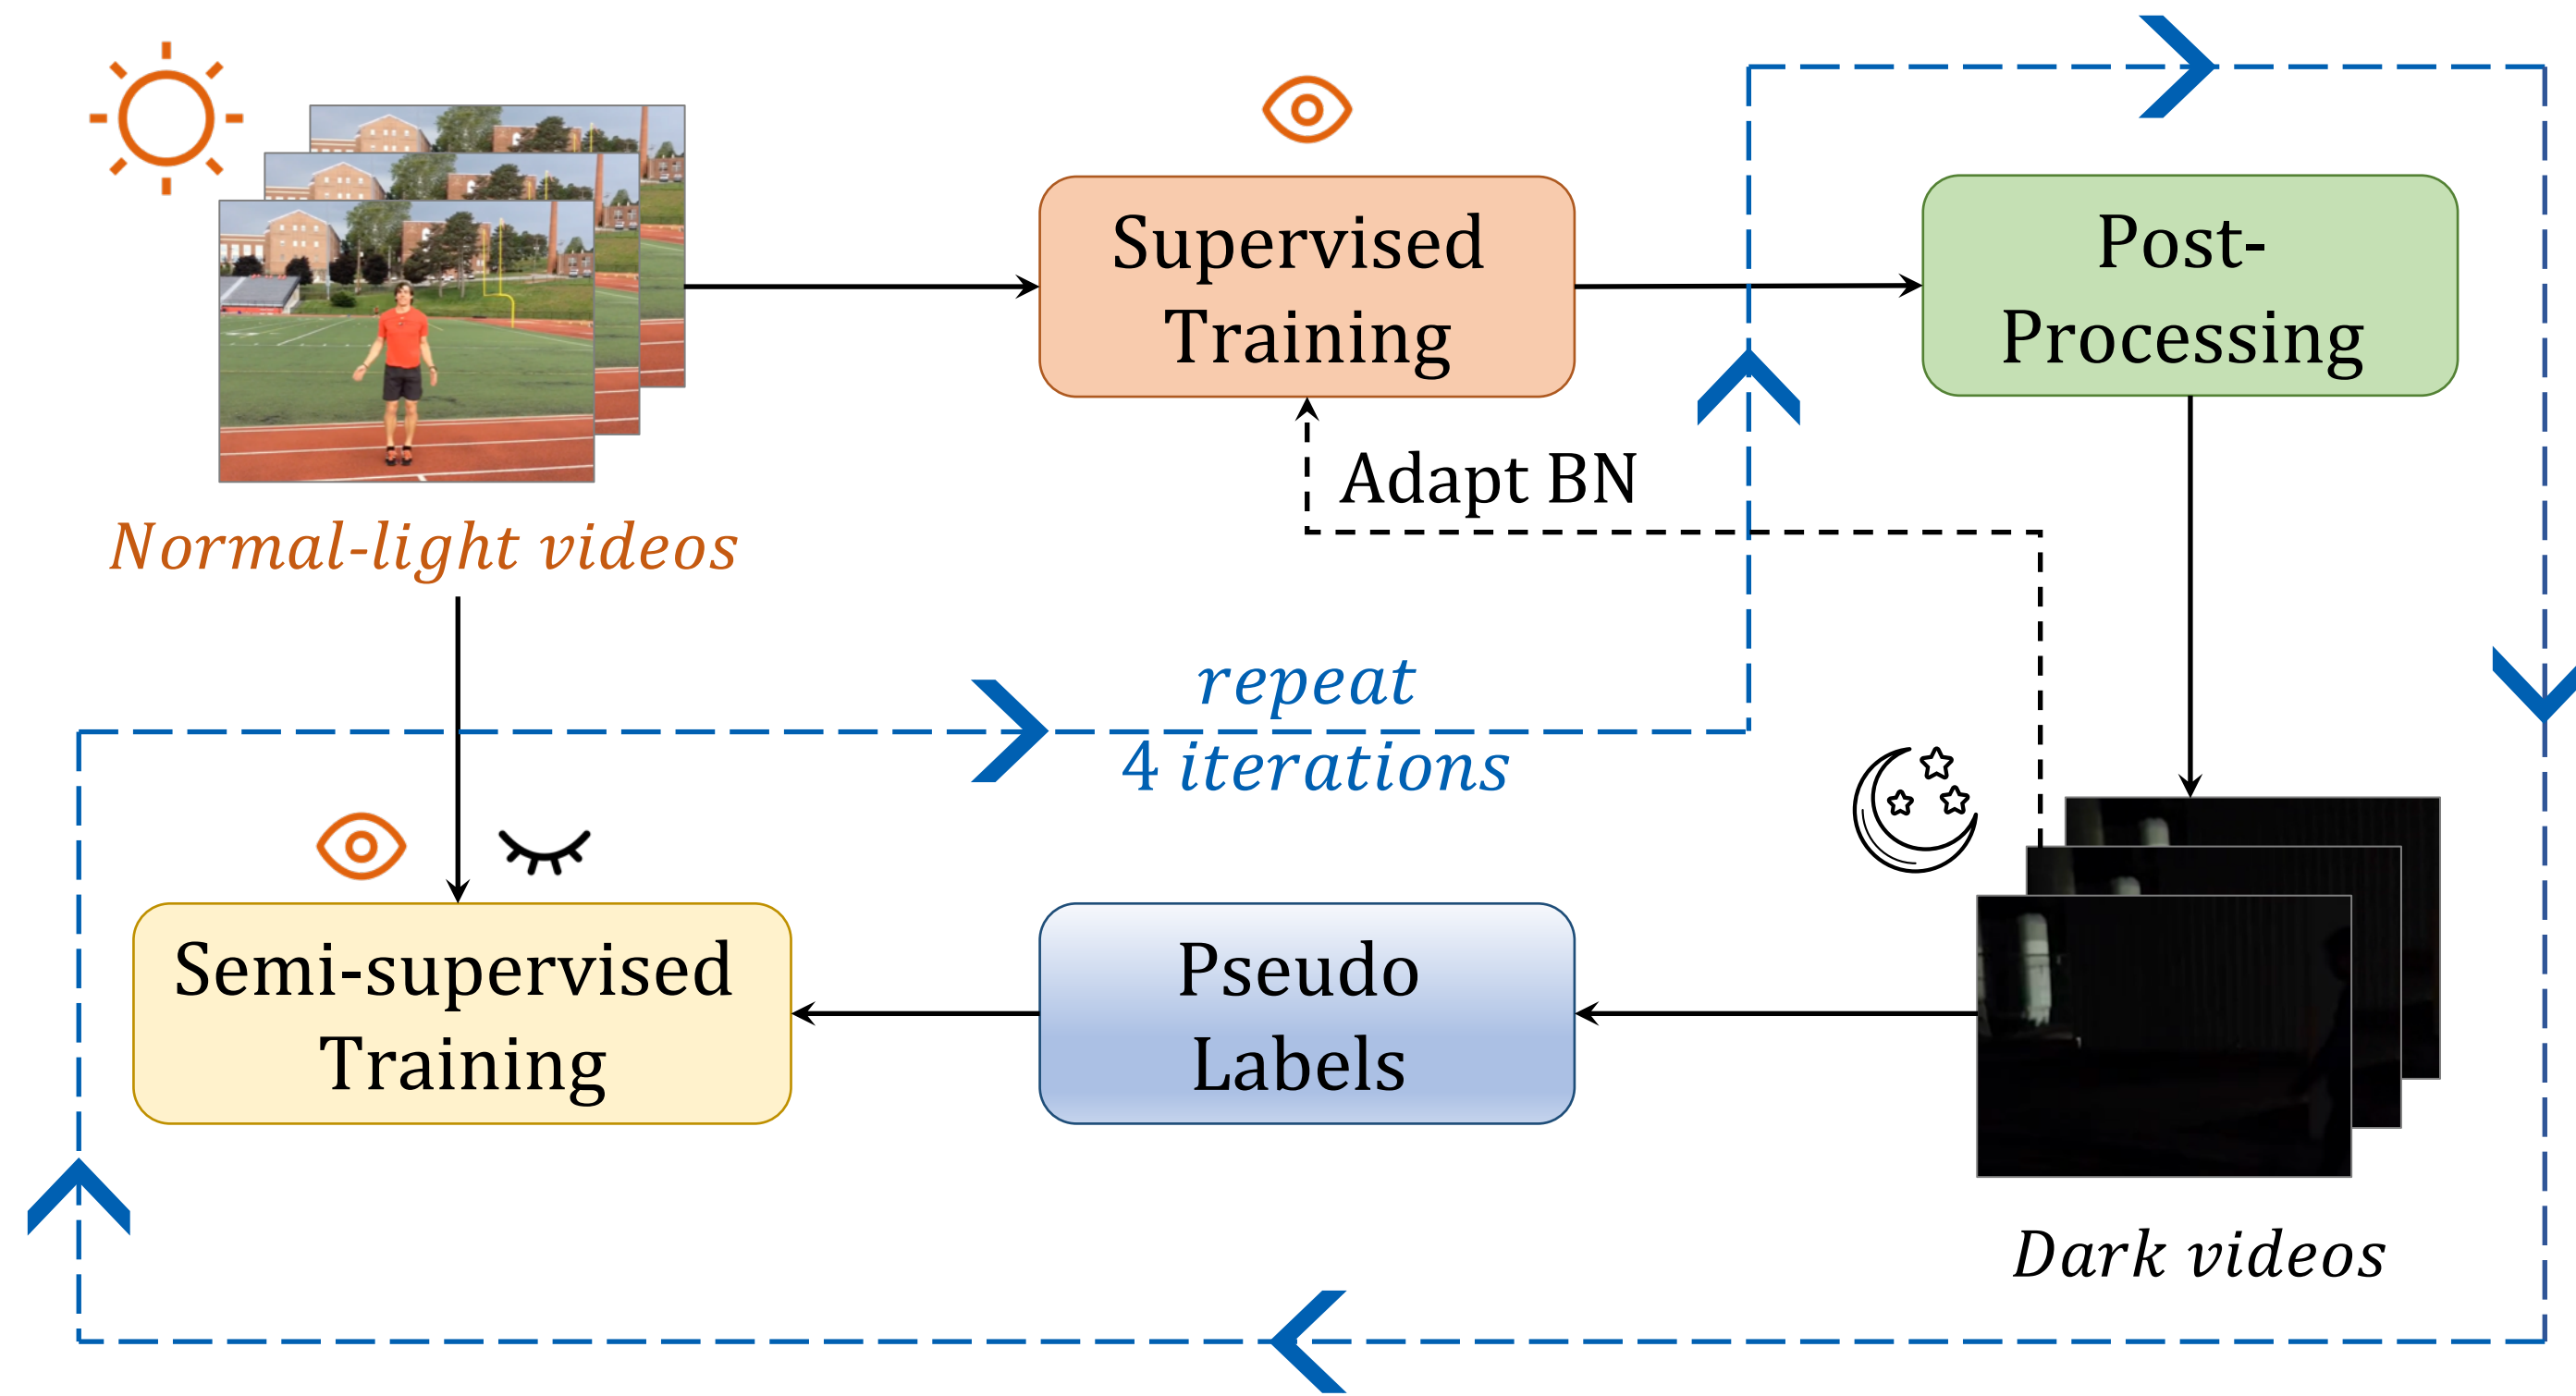 Supervised
Training
Post-
Processing
Adapt BN
Normal-light videos
repeat
4 iterations
Semi-supervised
Training
Pseudo
Labels
Dark videos